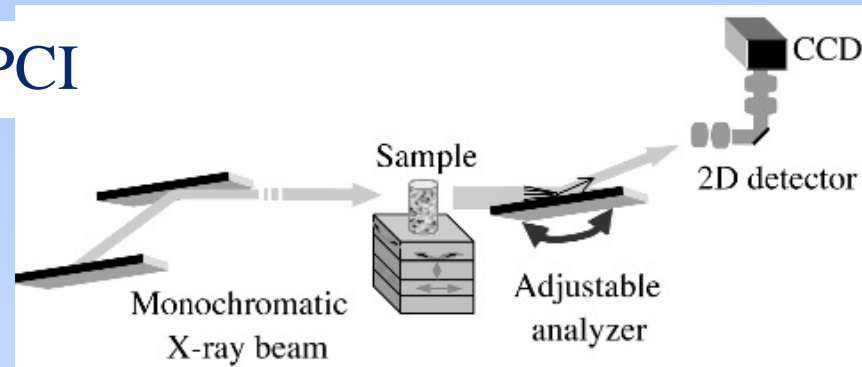 PCI
CCD
Sample
2D detector
Monochromatic
X-ray beam
Adjustable
analyzer